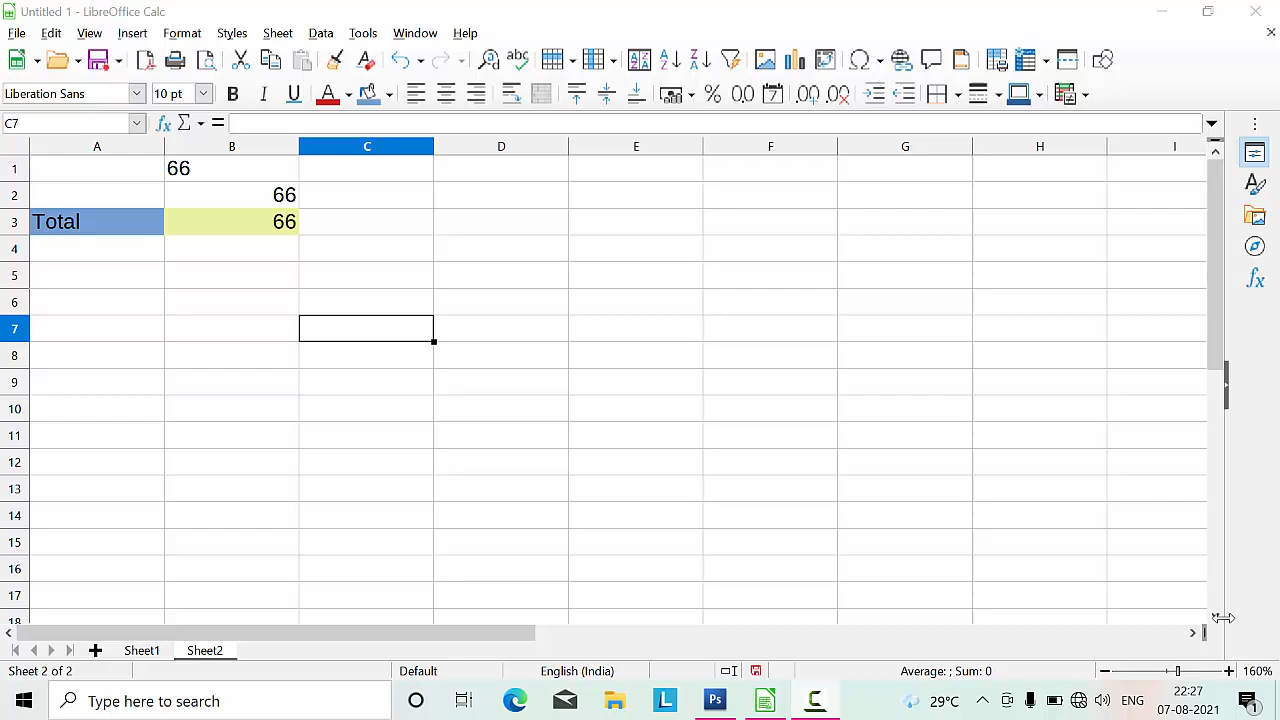 Untitled 1 - LibreOffice Calc
File Edit View Insert Format Styles Sheet Data Tools Window Help
Liberation Sans 10 pt
C7
A B C D E F G H I
1 66
2 66
3 Total 66
4
5
6
7
8
9
10
11
12
13
14
15
16
17
18
Sheet1 Sheet2
Sheet 2 of 2 Default English (India) Average: ; Sum: 0 160%
Type here to search 29°C ENG 22:27
07-08-2021